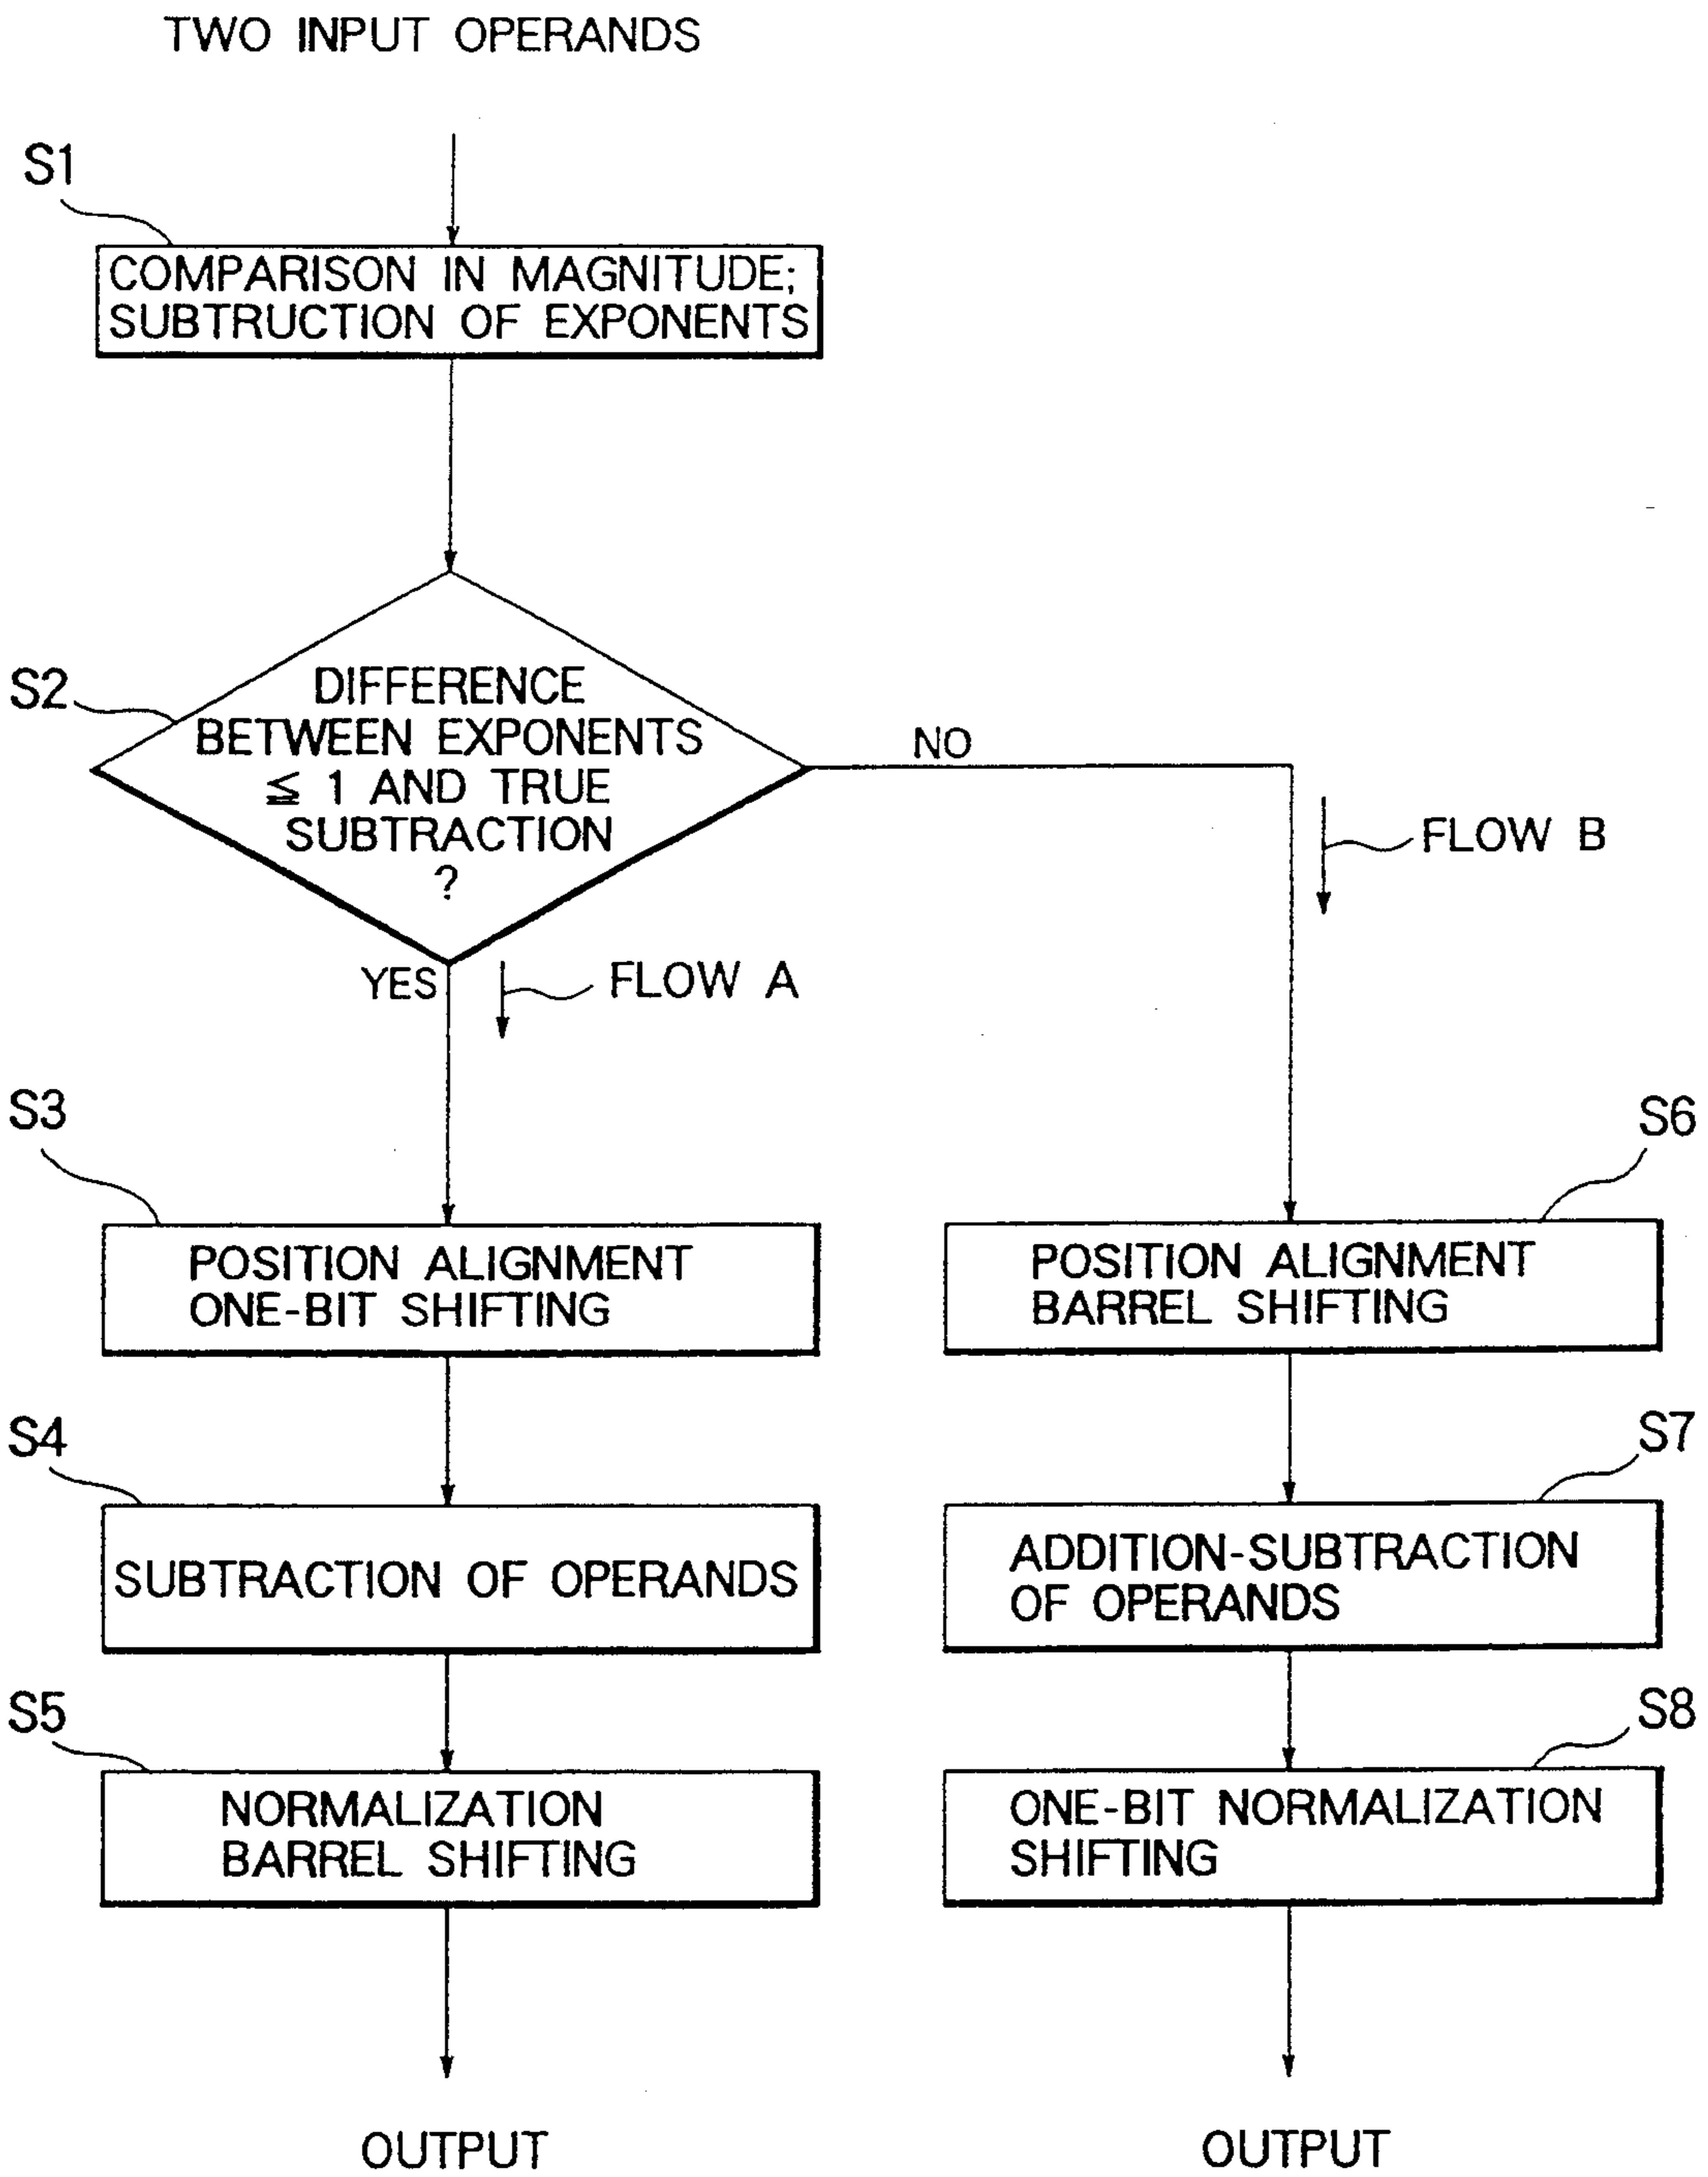 TWO INPUT OPERANDS
S1
COMPARISON IN MAGNITUDE;
SUBTRUCTION OF EXPONENTS
S2
DIFFERENCE
BETWEEN EXPONENTS
≦ 1 AND TRUE
SUBTRACTION
?
NO
FLOW B
YES
FLOW A
S3
POSITION ALIGNMENT
ONE-BIT SHIFTING
S6
POSITION ALIGNMENT
BARREL SHIFTING
S4
SUBTRACTION OF OPERANDS
S7
ADDITION-SUBTRACTION
OF OPERANDS
S5
NORMALIZATION
BARREL SHIFTING
S8
ONE-BIT NORMALIZATION
SHIFTING
OUTPUT
OUTPUT